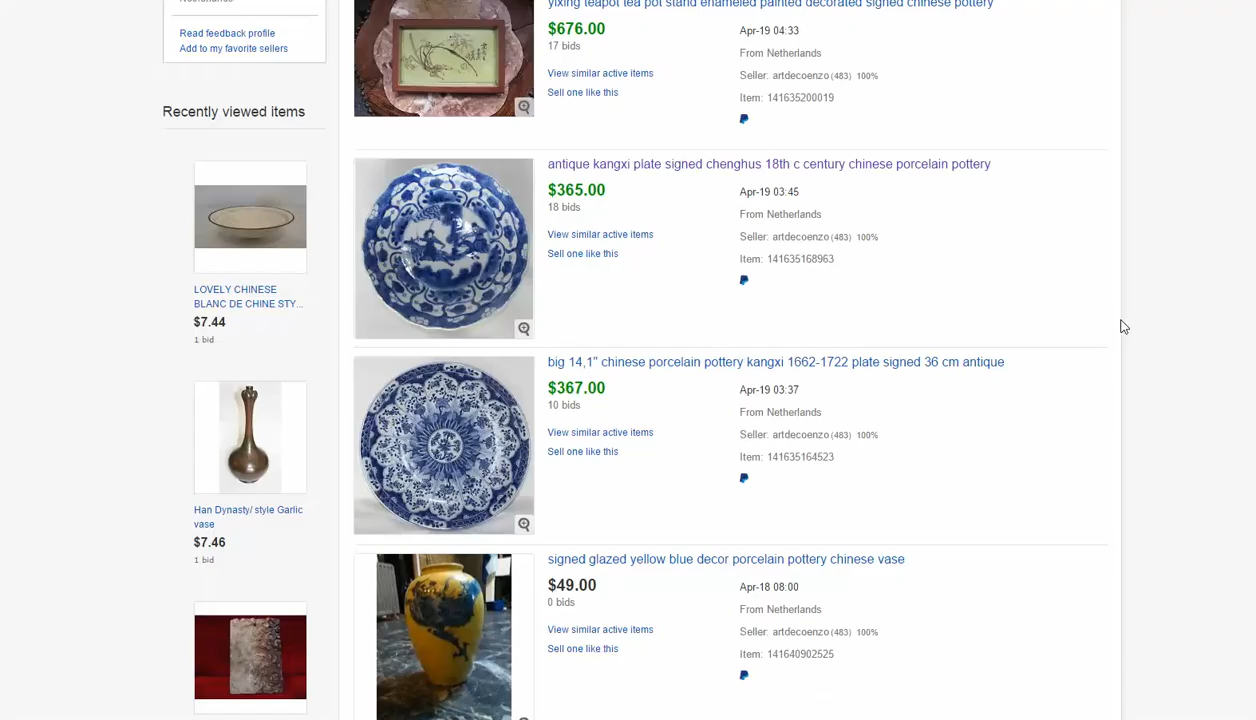 Netherlands
Read feedback profile
Add to my favorite sellers
Recently viewed items
LOVELY CHINESE
BLANC DE CHINE STY...
$7.44
1 bid
Han Dynasty/ style Garlic
vase
$7.46
1 bid
yixing teapot tea pot stand enameled painted decorated signed chinese pottery
$676.00
17 bids
View similar active items
Sell one like this
Apr-19 04:33
From Netherlands
Seller: artdecoenzo (483) 100%
Item: 141635200019
antique kangxi plate signed chenghus 18th c century chinese porcelain pottery
$365.00
18 bids
View similar active items
Sell one like this
Apr-19 03:45
From Netherlands
Seller: artdecoenzo (483) 100%
Item: 141635168963
big 14,1" chinese porcelain pottery kangxi 1662-1722 plate signed 36 cm antique
$367.00
10 bids
View similar active items
Sell one like this
Apr-19 03:37
From Netherlands
Seller: artdecoenzo (483) 100%
Item: 141635164523
signed glazed yellow blue decor porcelain pottery chinese vase
$49.00
0 bids
View similar active items
Sell one like this
Apr-18 08:00
From Netherlands
Seller: artdecoenzo (483) 100%
Item: 141640902525